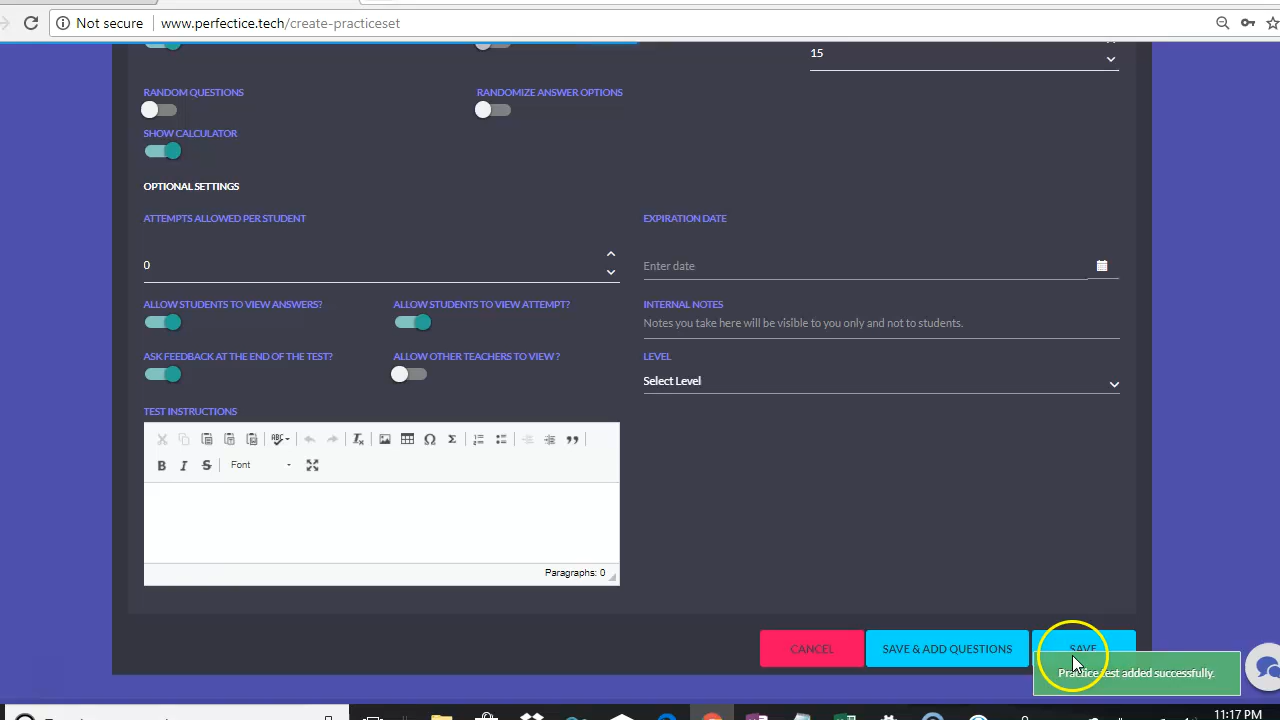 Not secure
www.perfectice.tech/create-practiceset
15
RANDOM QUESTIONS
RANDOMIZE ANSWER OPTIONS
SHOW CALCULATOR
OPTIONAL SETTINGS
ATTEMPTS ALLOWED PER STUDENT
EXPIRATION DATE
0
Enter date
ALLOW STUDENTS TO VIEW ANSWERS?
ALLOW STUDENTS TO VIEW ATTEMPT?
INTERNAL NOTES
Notes you take here will be visible to you only and not to students.
ASK FEEDBACK AT THE END OF THE TEST?
ALLOW OTHER TEACHERS TO VIEW ?
LEVEL
Select Level
TEST INSTRUCTIONS
ABC
Ω Σ
B I S Font
Paragraphs: 0
CANCEL
SAVE & ADD QUESTIONS
SAVE
Practice test added successfully.
11:17 PM